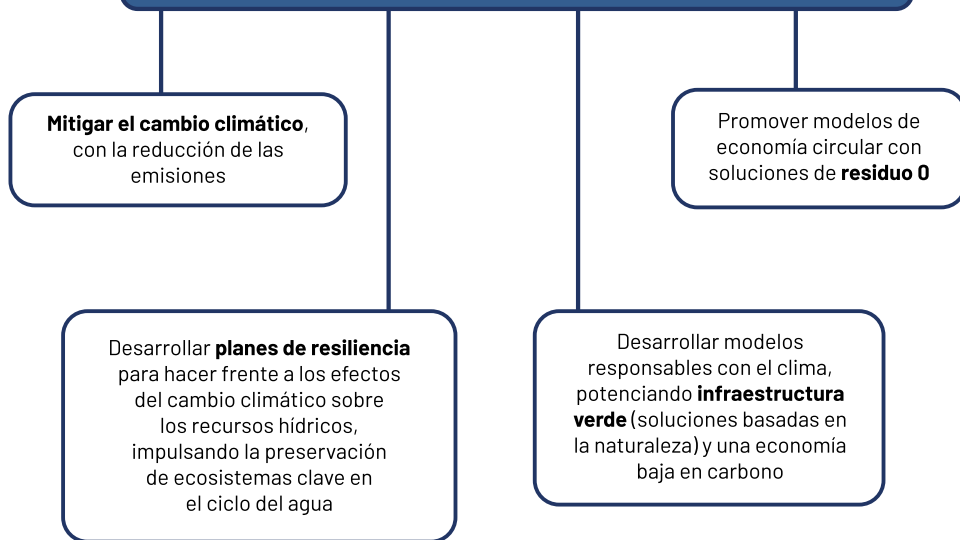 Mitigar el cambio climático,
con la reducción de las
emisiones
Promover modelos de
economía circular con
soluciones de residuo 0
Desarrollar planes de resiliencia
para hacer frente a los efectos
del cambio climático sobre
los recursos hídricos,
impulsando la preservación
de ecosistemas clave en
el ciclo del agua
Desarrollar modelos
responsables con el clima,
potenciando infraestructura
verde (soluciones basadas en
la naturaleza) y una economía
baja en carbono